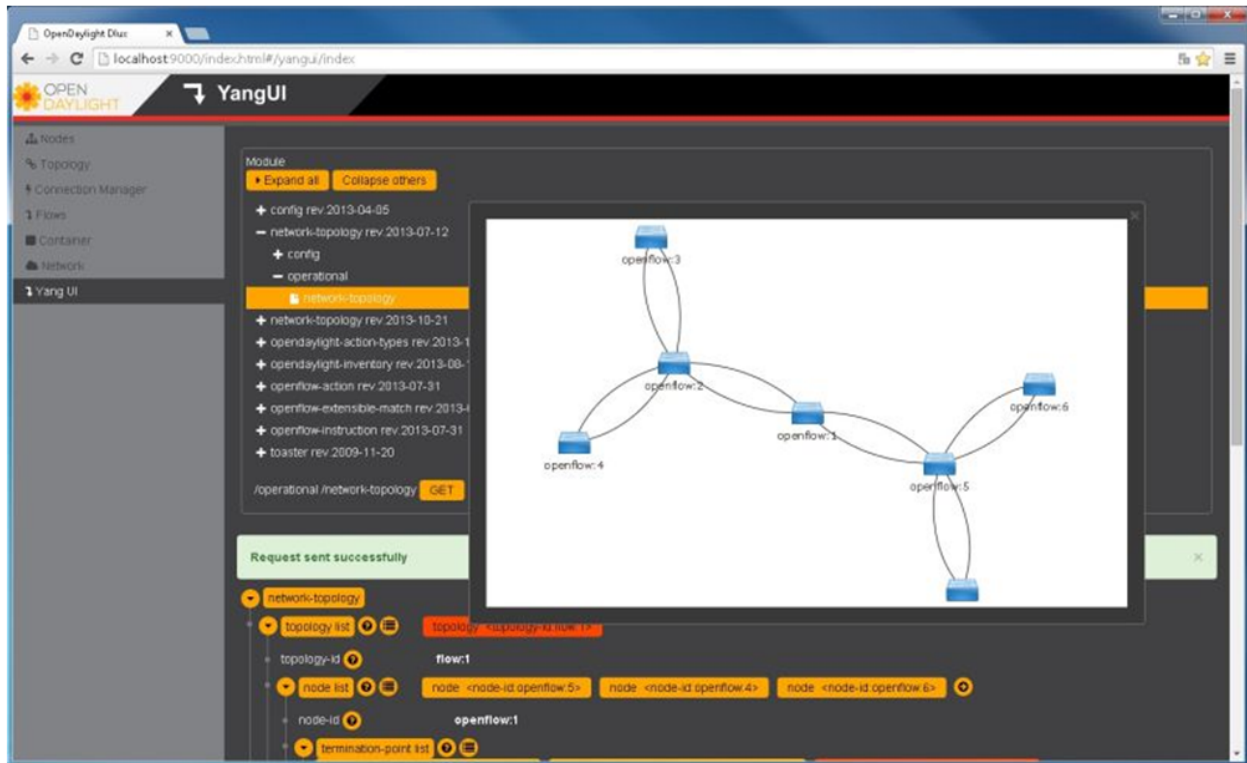 OpenDaylight Dlux
localhost:9000/index.html#/yangui/index
OPEN
DAYLIGHT
YangUI
Nodes
Topology
Connection Manager
Flows
Container
Network
Yang UI
Module
Expand all Collapse others
config rev.2013-04-05
network-topology rev.2013-07-12
config
operational
network-topology
network-topology rev.2013-10-21
opendaylight-action-types rev.2013-1
opendaylight-inventory rev.2013-08-1
openflow-action rev.2013-07-31
openflow-extensible-match rev.2013-
openflow-instruction rev.2013-07-31
toaster rev.2009-11-20
/operational /network-topology GET
openflow:3
openflow:2
openflow:1
openflow:4
openflow:6
openflow:5
Request sent successfully
network-topology
topology list topology <topology-id:flow:1>
topology-id flow:1
node list node <node-id:openflow:5> node <node-id:openflow:4> node <node-id:openflow:6>
node-id openflow:1
termination-point list